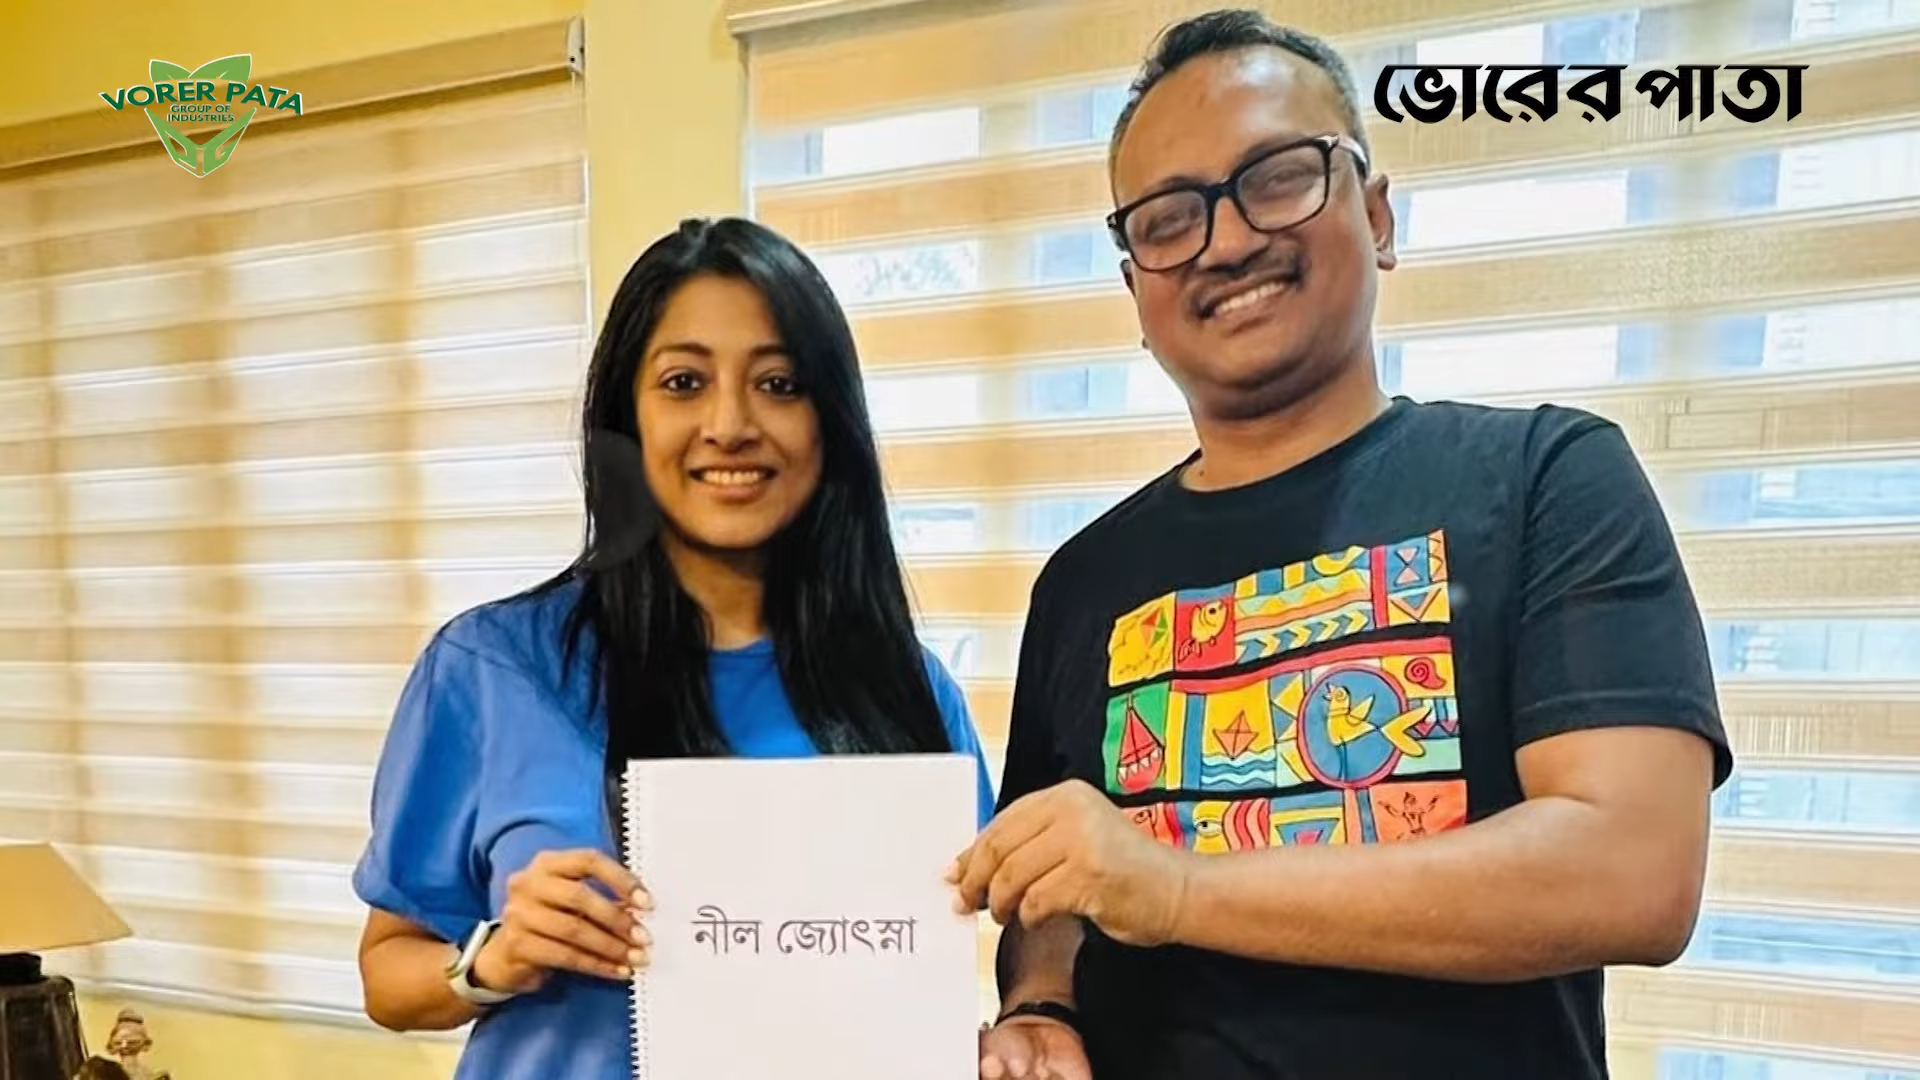 VORER PATA
GROUP OF
INDUSTRIES
ভোরের পাতা
নীল জ্যোৎস্না